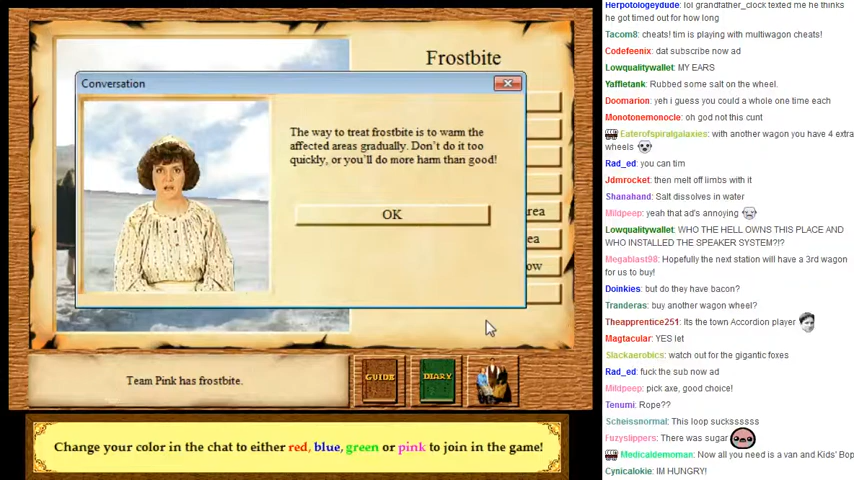 Frostbite
Conversation
The way to treat frostbite is to warm the
affected areas gradually. Don't do it too
quickly, or you'll do more harm than good!
OK
rea
ea
ow
Team Pink has frostbite.
GUIDE
DIARY
Change your color in the chat to either red, blue, green or pink to join in the game!
Herpotologeydude: lol grandfather_clock texted me he thinks
he got timed out for how long
Tacom8: cheats! tim is playing with multiwagon cheats!
Codefeenix: dat subscribe now ad
Lowqualitywallet: MY EARS
Yaffletank: Rubbed some salt on the wheel.
Doomarion: yeh i guess you could a whole one time each
Monotonemonocle: oh god not this cunt
Eaterofspiralgalaxies: with another wagon you have 4 extra
wheels
Rad_ed: you can tim
Jdmrocket: then melt off limbs with it
Shanahand: Salt dissolves in water
Mildpeep: yeah that ad's annoying
Lowqualitywallet: WHO THE HELL OWNS THIS PLACE AND
WHO INSTALLED THE SPEAKER SYSTEM?!?
Megablast98: Hopefully the next station will have a 3rd wagon
for us to buy!
Doinkies: but do they have bacon?
Tranderas: buy another wagon wheel?
Theapprentice251: Its the town Accordion player
Magtacular: YES let
Slackaerobics: watch out for the gigantic foxes
Rad_ed: fuck the sub now ad
Mildpeep: pick axe, good choice!
Tenumi: Rope??
Scheissnormat: This loop suckssssss
Fuzyslippers: There was sugar
Medicaldemoman: Now all you need is a van and Kids' Bop
Cynicalokie: IM HUNGRY!